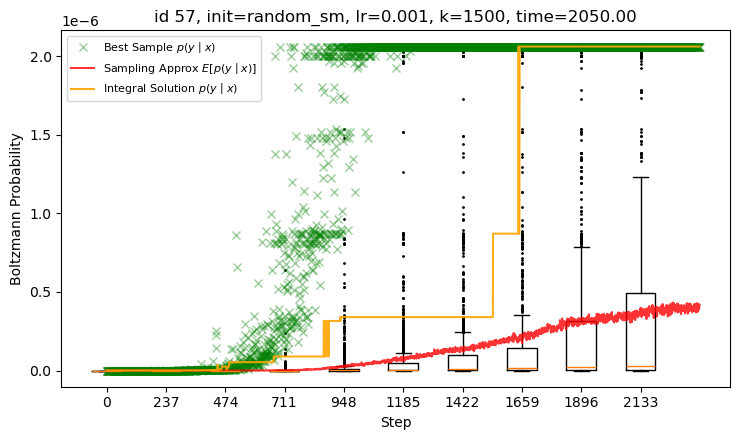 id 57, init=random_sm, lr=0.001, k=1500, time=2050.00
1e−6
Best Sample p(y | x)
Sampling Approx E[p(y | x)]
Integral Solution p(y | x)
2.0
1.5
1.0
0.5
0.0
Boltzmann Probability
0 237 474 711 948 1185 1422 1659 1896 2133
Step